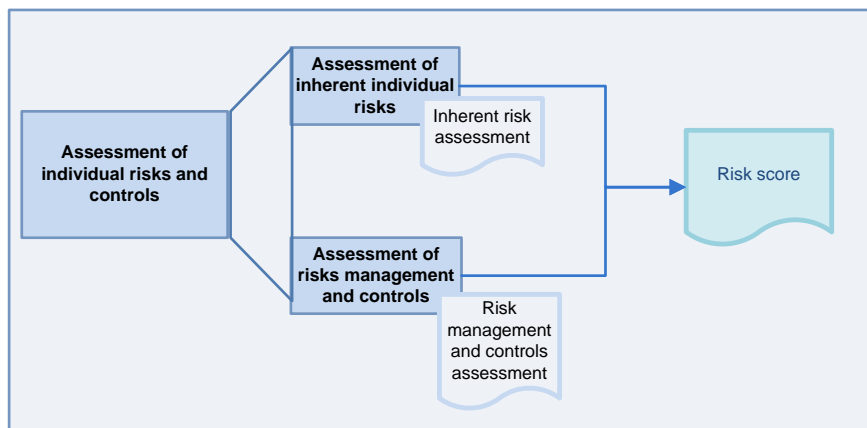 Assessment of
individual risks and
controls
Assessment of
inherent individual
risks
Inherent risk
assessment
Assessment of
risks management
and controls
Risk
management
and controls
assessment
Risk score